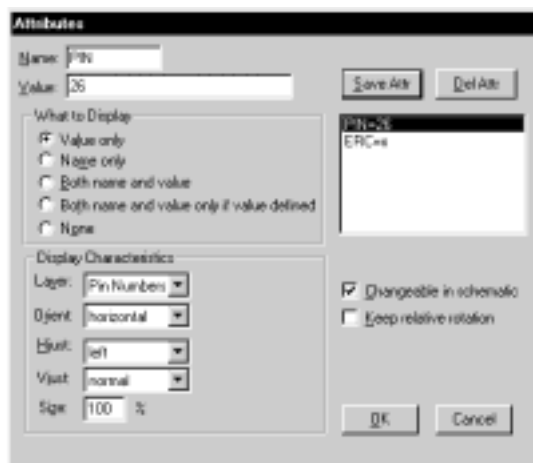 Attributes
Name: PIN
Value: 26
Save Attr
Del Attr
What to Display
Value only
Name only
Both name and value
Both name and value only if value defined
None
PIN=26
ERC=x
Display Characteristics
Layer: Pin Numbers
Orient horizontal
Hjust: left
Vjust normal
Size: 100 %
Changeable in schematic
Keep relative rotation
OK
Cancel